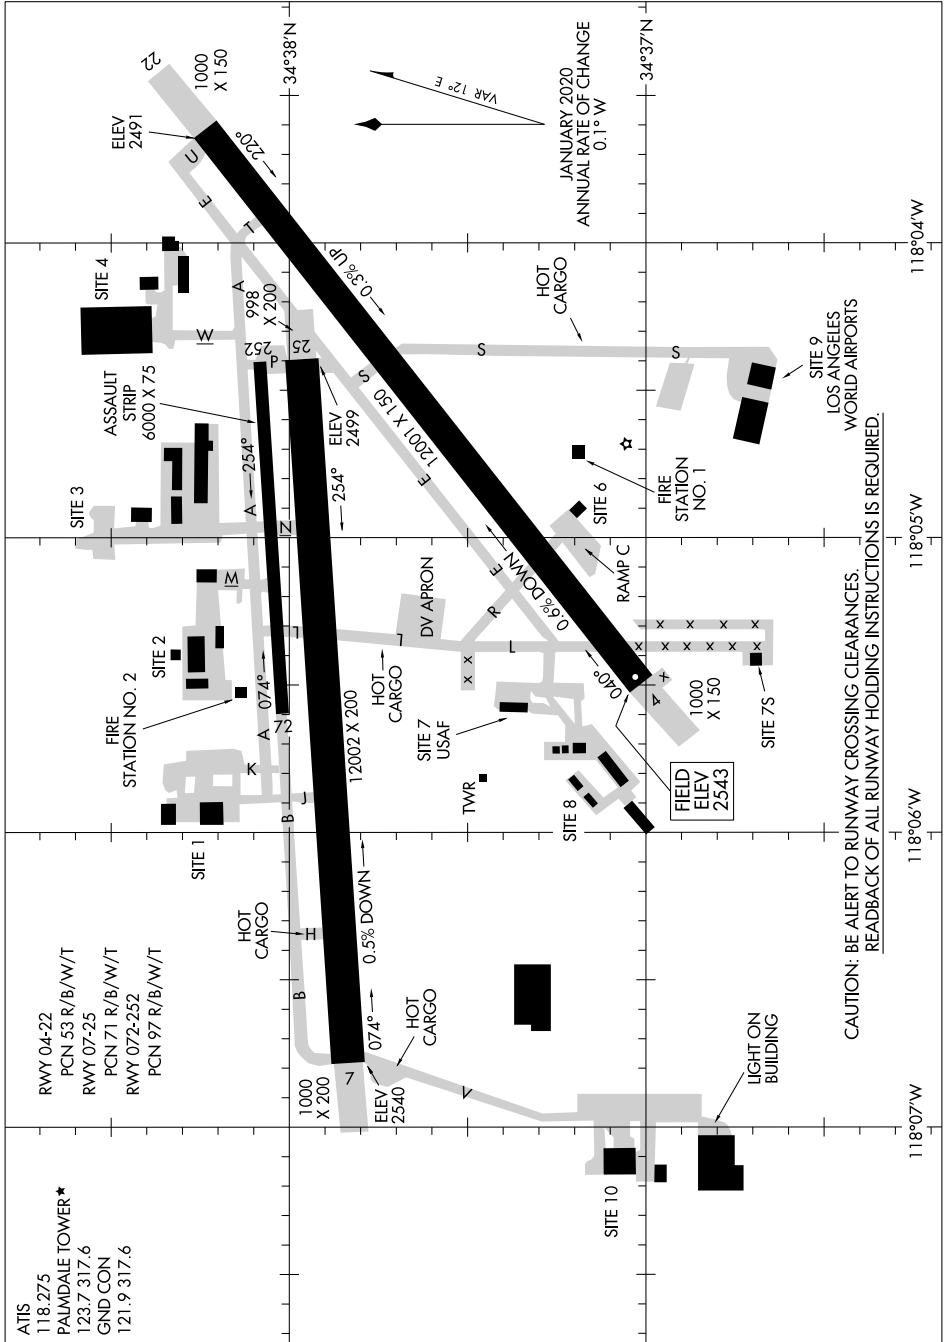 ATIS
118.275
PALMDALE TOWER★
123.7 317.6
GND CON
121.9 317.6
RWY 04-22
PCN 53 R/B/W/T
RWY 07-25
PCN 71 R/B/W/T
RWY 072-252
PCN 97 R/B/W/T
SITE 1
SITE 2
FIRE
STATION NO. 2
SITE 3
ASSAULT
STRIP
6000 X 75
SITE 4
ELEV
2491
22
1000
X 150
34°38'N
34°37'N
VAR 12° E
JANUARY 2020
ANNUAL RATE OF CHANGE
0.1° W
U
E
T
A
W
998
X 200
252
P
25
ELEV
2499
220°
0.3% UP
S
12001 X 150
E
HOT
CARGO
S
S
SITE 9
LOS ANGELES
WORLD AIRPORTS
254°
A
254°
N
M
L
L
L
DV APRON
R
E
0.6% DOWN
040°
4
X
1000
X 150
RAMP C
SITE 6
FIRE
STATION
NO. 1
X X
X X X X
X X X X X
SITE 7S
HOT
CARGO
074°
A
72
K
J
B
12002 X 200
SITE 7
USAF
TWR
SITE 8
FIELD
ELEV
2543
HOT
CARGO
H
B
0.5% DOWN
074°
7
1000
X 200
ELEV
2540
HOT
CARGO
V
LIGHT ON
BUILDING
SITE 10
118°04'W
118°05'W
118°06'W
118°07'W
CAUTION: BE ALERT TO RUNWAY CROSSING CLEARANCES.
READBACK OF ALL RUNWAY HOLDING INSTRUCTIONS IS REQUIRED.